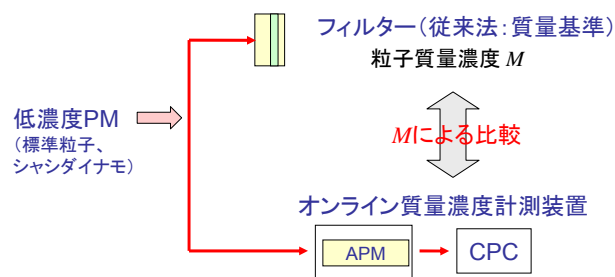 フィルター(従来法：質量基準)
粒子質量濃度 M
低濃度PM
(標準粒子、
シャシダイナモ)
Mによる比較
オンライン質量濃度計測装置
APM
CPC